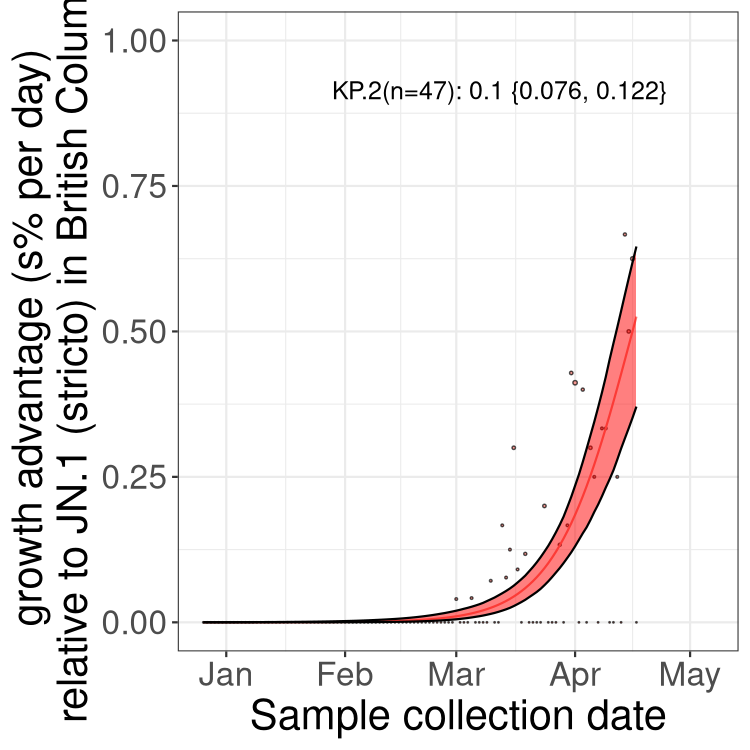 growth advantage (s% per day)
relative to JN.1 (stricto) in British Colum
1.00
0.75
0.50
0.25
0.00
KP.2(n=47): 0.1 {0.076, 0.122}
Jan
Feb
Mar
Apr
May
Sample collection date